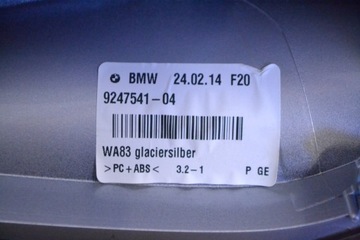 BMW 24.02.14 F20
9247541-04
WA83 glaciersilber
>PC+ABS< 3.2-1 P GE